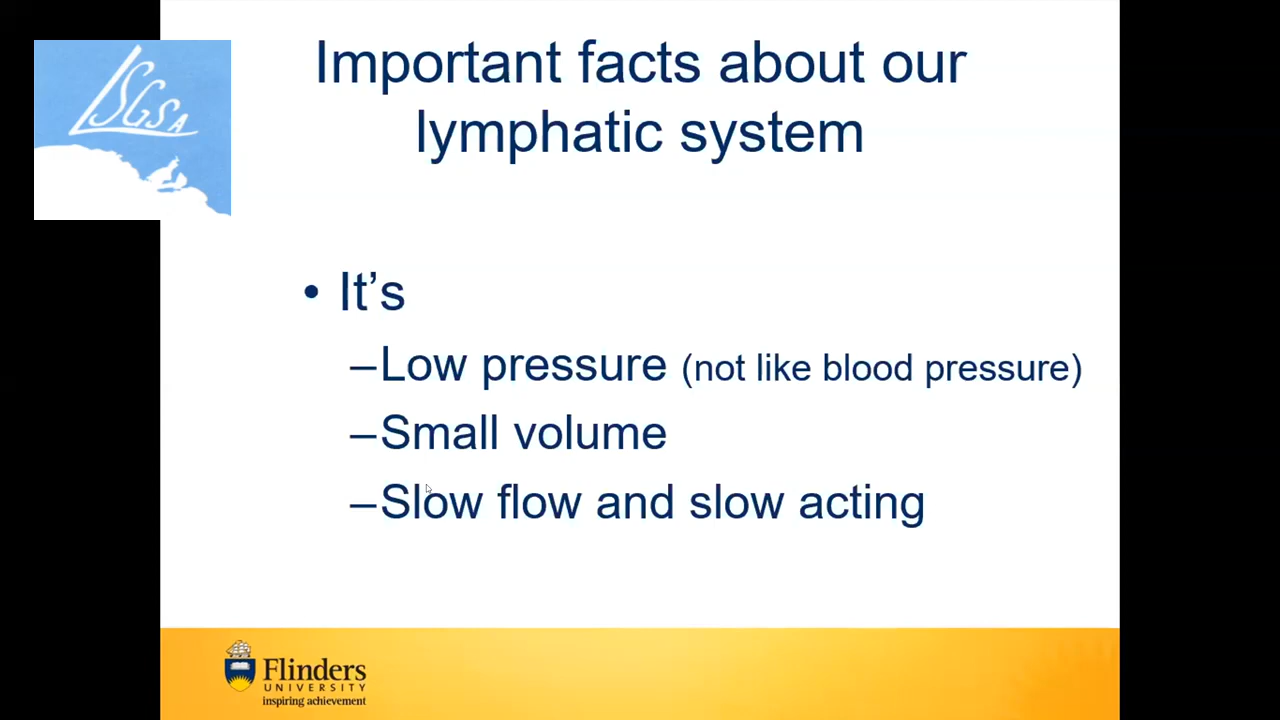 LSGSA
Important facts about our
lymphatic system
• It’s
–Low pressure (not like blood pressure)
–Small volume
–Slow flow and slow acting
Flinders
UNIVERSITY
inspiring achievement